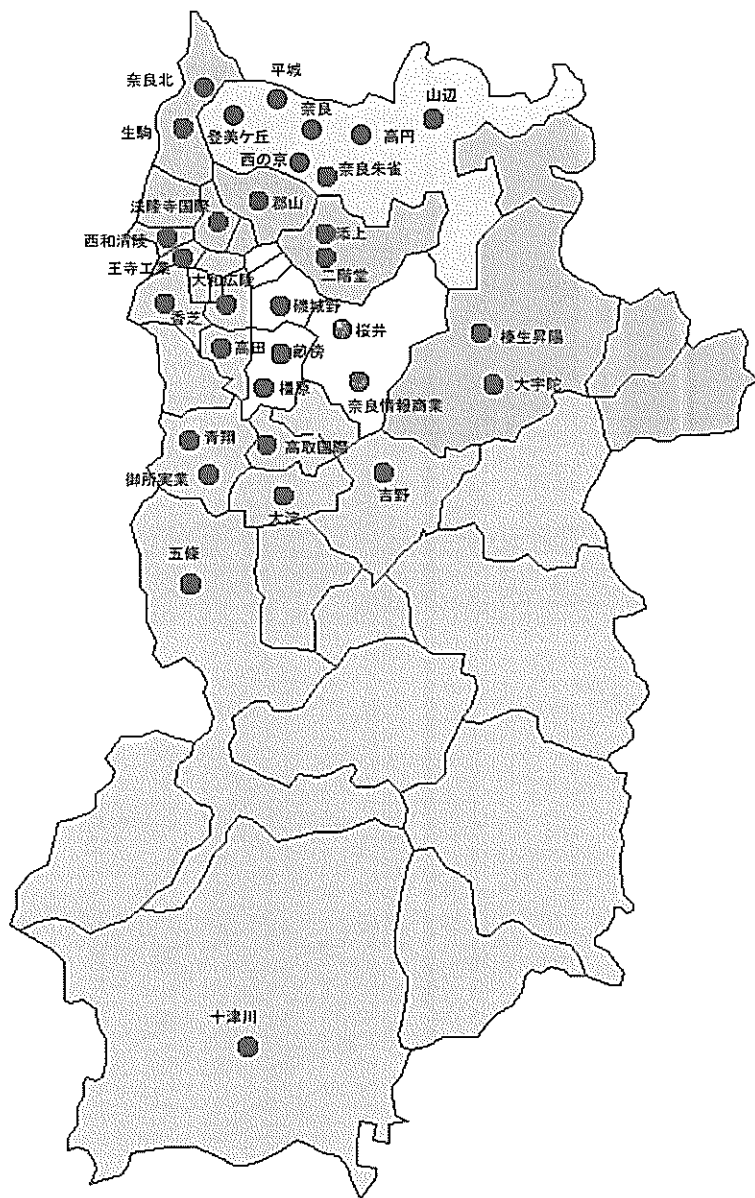 平城
奈良北
奈良
山辺
生駒
登美ケ丘
高円
西の京
奈良朱雀
郡山
法隆寺国際
添上
西和清陵
二階堂
王寺工業
大和広陵
香芝
磯城野
桜井
榛生昇陽
高田
畝傍
大宇陀
橿原
奈良情報商業
青翔
高取国際
御所実業
吉野
大淀
五條
十津川